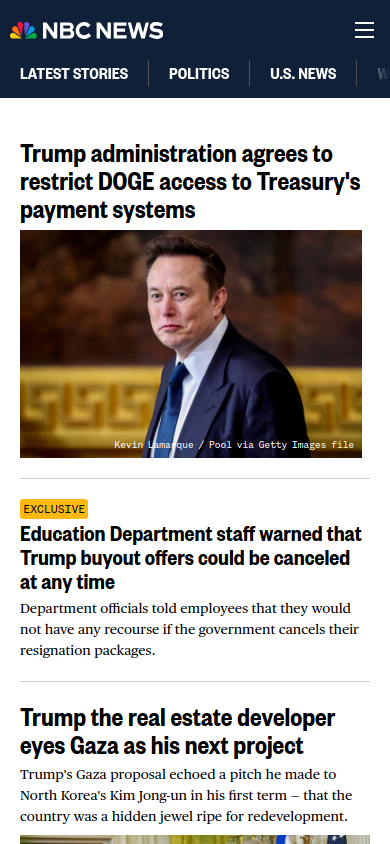 NBC NEWS
LATEST STORIES
POLITICS
U.S. NEWS
Trump administration agrees to
restrict DOGE access to Treasury's
payment systems
Kevin Lamarque / Pool via Getty Images file
EXCLUSIVE
Education Department staff warned that
Trump buyout offers could be canceled
at any time
Department officials told employees that they would
not have any recourse if the government cancels their
resignation packages.
Trump the real estate developer
eyes Gaza as his next project
Trump's Gaza proposal echoed a pitch he made to
North Korea's Kim Jong-un in his first term — that the
country was a hidden jewel ripe for redevelopment.